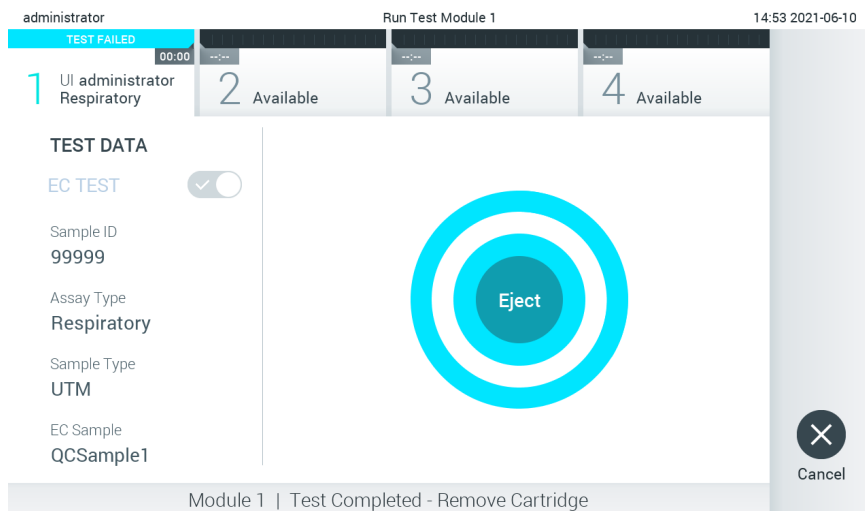 administrator
Run Test Module 1
14:53 2021-06-10
TEST FAILED
00:00
--:--
--:--
--:--
1
UI administrator
Respiratory
2
Available
3
Available
4
Available
TEST DATA
EC TEST
Sample ID
99999
Assay Type
Respiratory
Sample Type
UTM
EC Sample
QCSample1
Eject
Cancel
Module 1 | Test Completed - Remove Cartridge